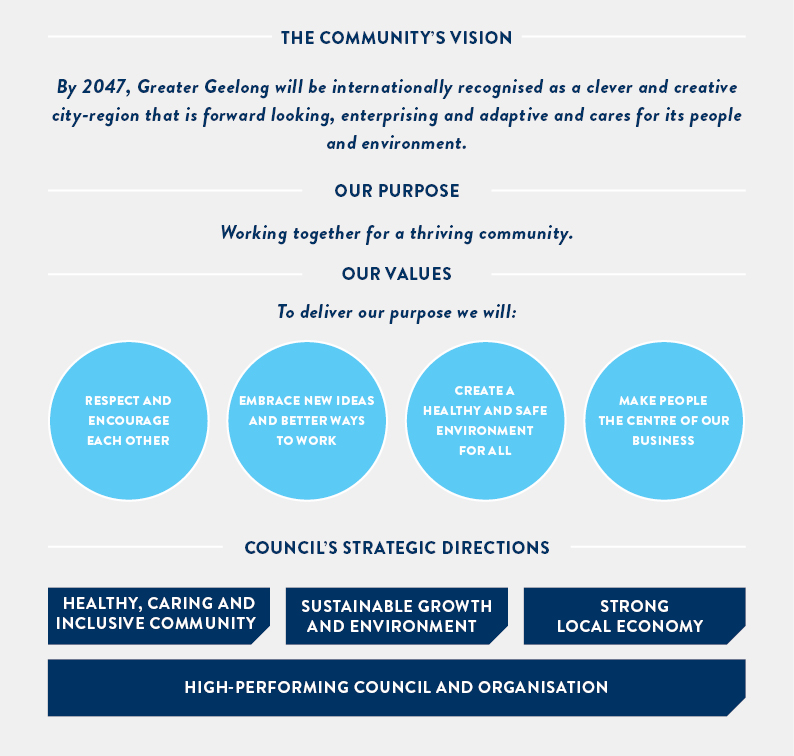 THE COMMUNITY'S VISION
By 2047, Greater Geelong will be internationally recognised as a clever and creative
city-region that is forward looking, enterprising and adaptive and cares for its people
and environment.
OUR PURPOSE
Working together for a thriving community.
OUR VALUES
To deliver our purpose we will:
RESPECT AND
ENCOURAGE
EACH OTHER
EMBRACE NEW IDEAS
AND BETTER WAYS
TO WORK
CREATE A
HEALTHY AND SAFE
ENVIRONMENT
FOR ALL
MAKE PEOPLE
THE CENTRE OF OUR
BUSINESS
COUNCIL'S STRATEGIC DIRECTIONS
HEALTHY, CARING AND
INCLUSIVE COMMUNITY
SUSTAINABLE GROWTH
AND ENVIRONMENT
STRONG
LOCAL ECONOMY
HIGH-PERFORMING COUNCIL AND ORGANISATION